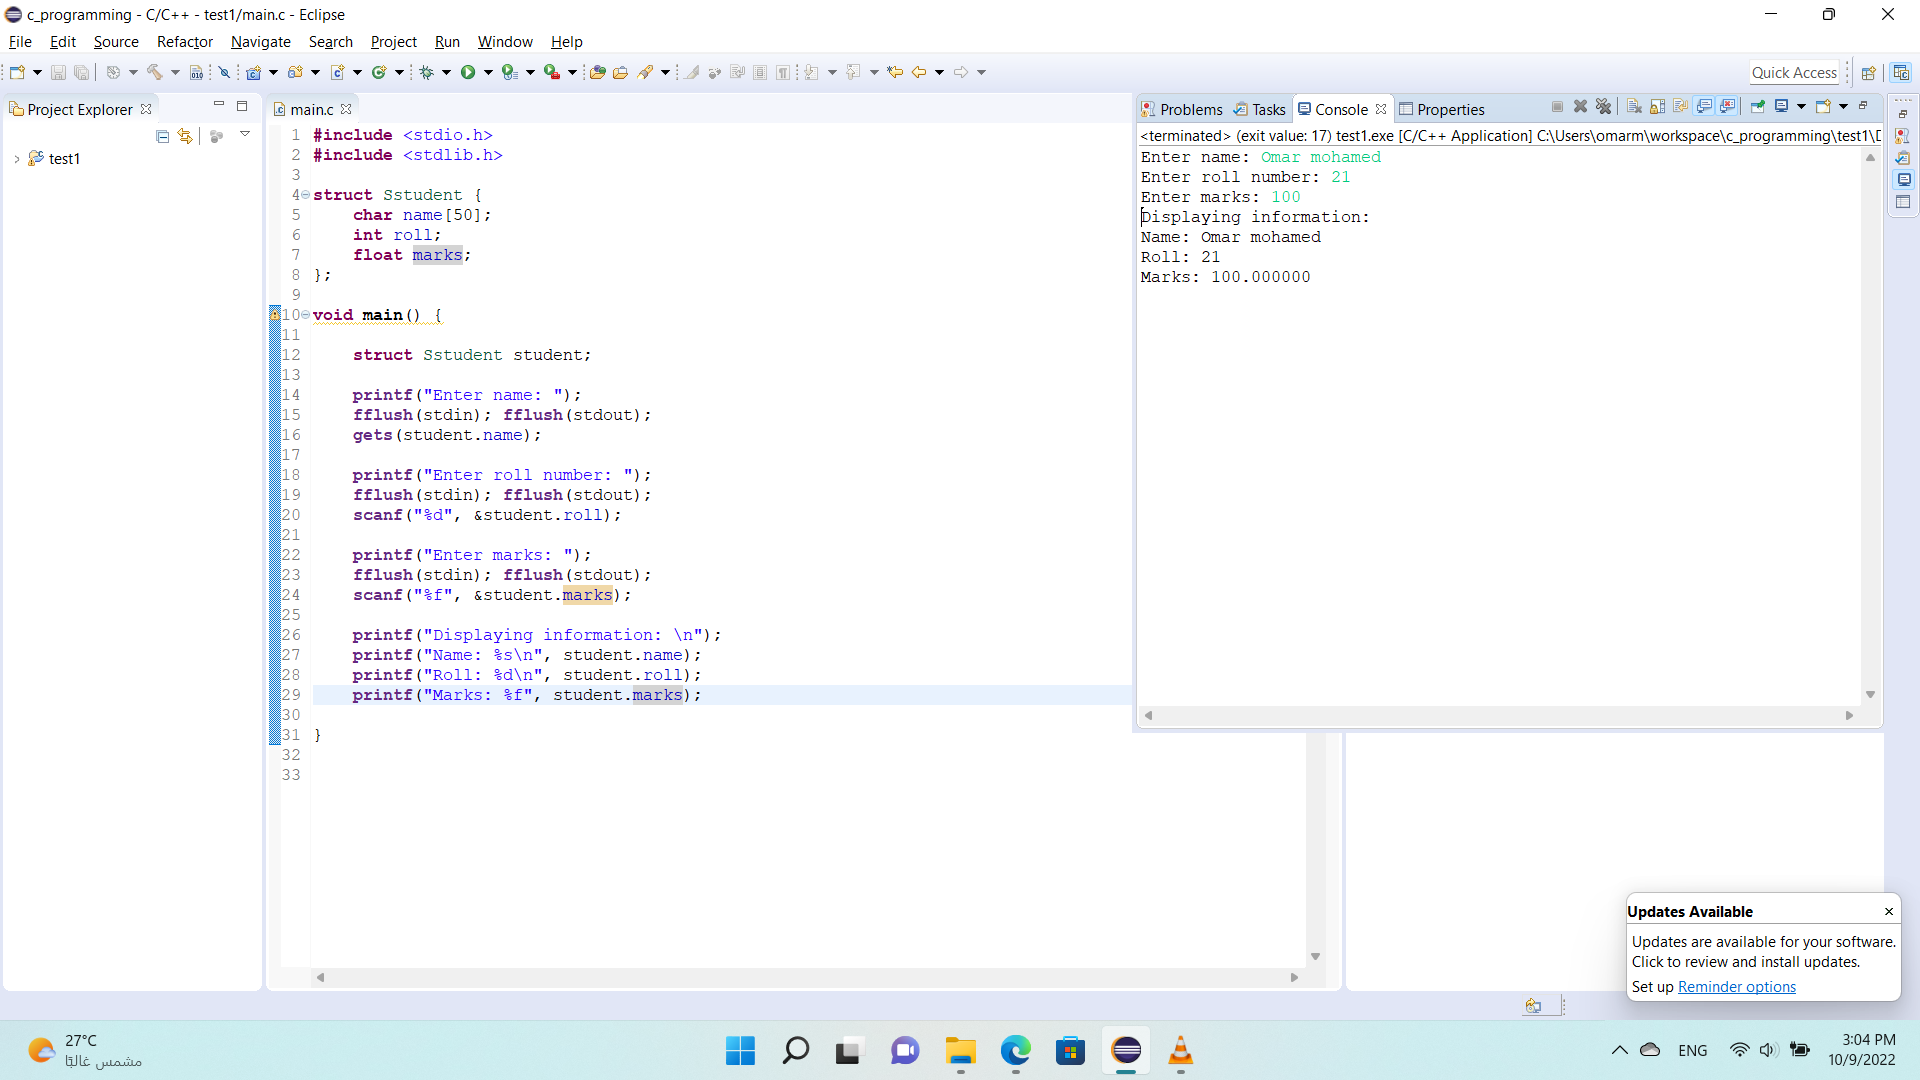 c_programming - C/C++ - test1/main.c - Eclipse
File Edit Source Refactor Navigate Search Project Run Window Help
Quick Access
Project Explorer
test1
main.c
1 #include <stdio.h>
2 #include <stdlib.h>
3
4 struct Sstudent {
5 char name[50];
6 int roll;
7 float marks;
8 };
9
10 void main() {
11
12 struct Sstudent student;
13
14 printf("Enter name: ");
15 fflush(stdin); fflush(stdout);
16 gets(student.name);
17
18 printf("Enter roll number: ");
19 fflush(stdin); fflush(stdout);
20 scanf("%d", &student.roll);
21
22 printf("Enter marks: ");
23 fflush(stdin); fflush(stdout);
24 scanf("%f", &student.marks);
25
26 printf("Displaying information: \n");
27 printf("Name: %s\n", student.name);
28 printf("Roll: %d\n", student.roll);
29 printf("Marks: %f", student.marks);
30
31 }
32
33
Problems Tasks Console Properties
<terminated> (exit value: 17) test1.exe [C/C++ Application] C:\Users\omarm\workspace\c_programming\test1\D
Enter name: Omar mohamed
Enter roll number: 21
Enter marks: 100
Displaying information:
Name: Omar mohamed
Roll: 21
Marks: 100.000000
Updates Available
Updates are available for your software.
Click to review and install updates.
Set up Reminder options
27°C
مشمس غالبًا
ENG
3:04 PM
10/9/2022